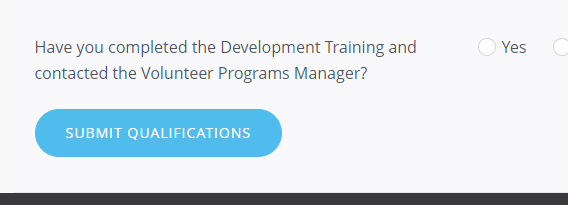 Have you completed the Development Training and
contacted the Volunteer Programs Manager?
Yes
SUBMIT QUALIFICATIONS